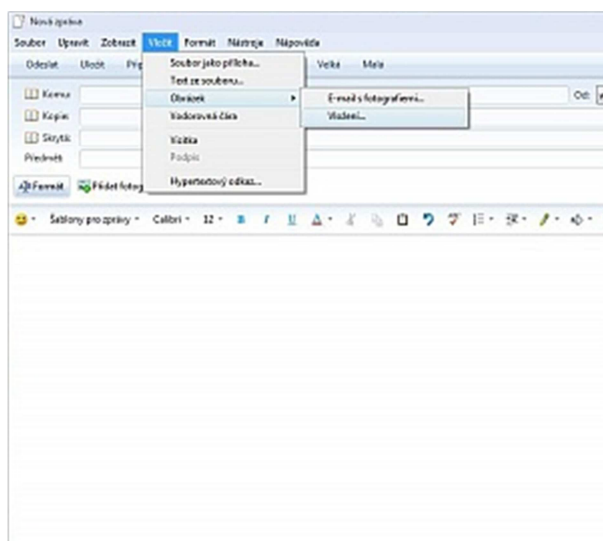 Nová zpráva
Soubor Upravit Zobrazit Vložit Formát Nástroje Nápověda
Odeslat Uložit Velká Malá
Soubor jako příloha...
Text ze souboru...
Obrázek
Vodorovná čára
Vizitka
Podpis
Hypertextový odkaz...
E-mail s fotografiemi...
Vložení...
Komu: Od:
Kopie:
Skrytá:
Předmět:
Formát Přidat fotog
Šablony pro zprávy Calibri 12 B I U A